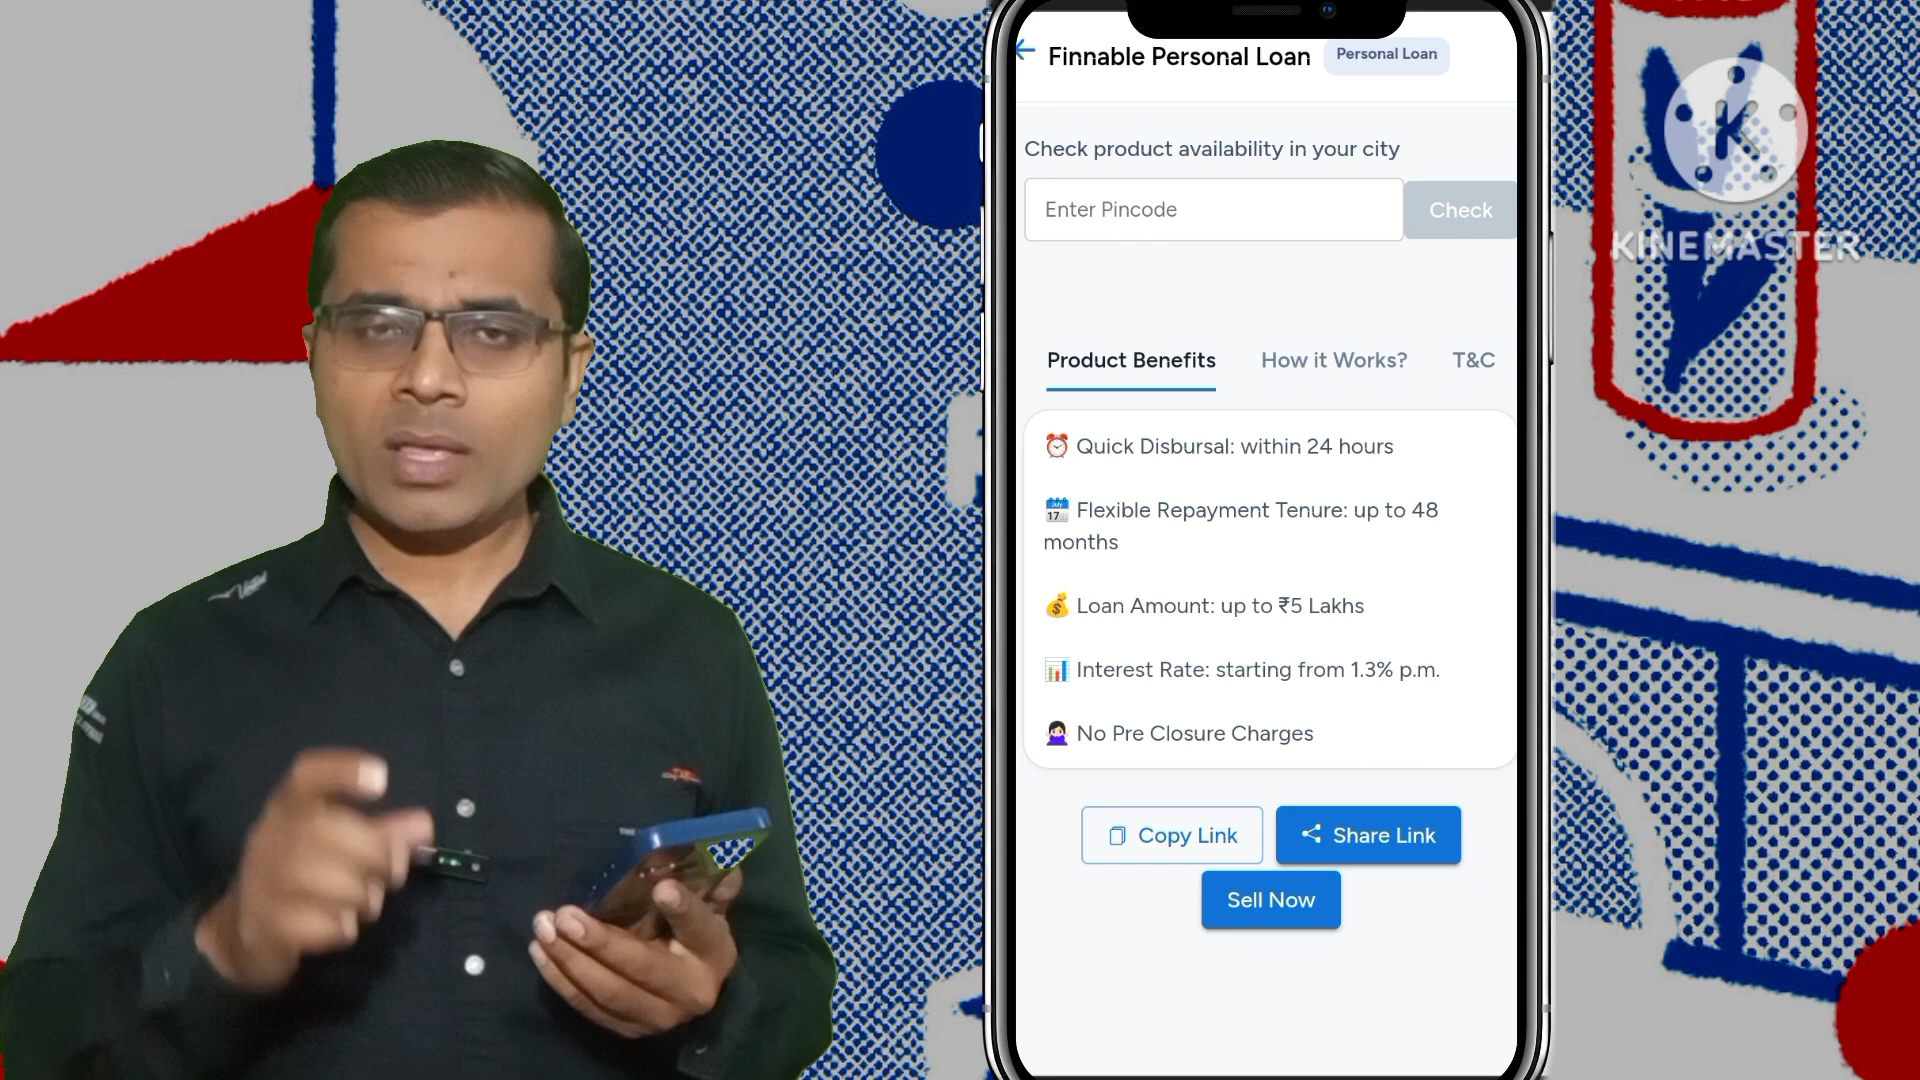 Finnable Personal Loan
Personal Loan
Check product availability in your city
Enter Pincode
Check
Product Benefits
How it Works?
T&C
⏰ Quick Disbursal: within 24 hours
📅 Flexible Repayment Tenure: up to 48
months
💰 Loan Amount: up to ₹5 Lakhs
📊 Interest Rate: starting from 1.3% p.m.
🙅🏻‍♀️ No Pre Closure Charges
Copy Link
Share Link
Sell Now
KINEMASTER